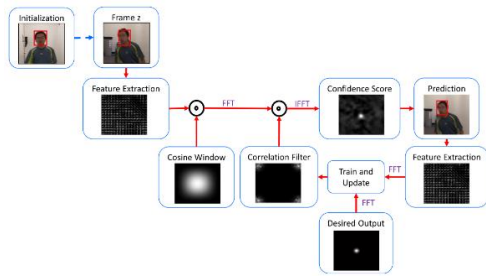 Initialization
Frame z
Feature Extraction
FFT
IFFT
Confidence Score
Prediction
Cosine Window
Correlation Filter
Train and
Update
FFT
Feature Extraction
FFT
FFT
Desired Output